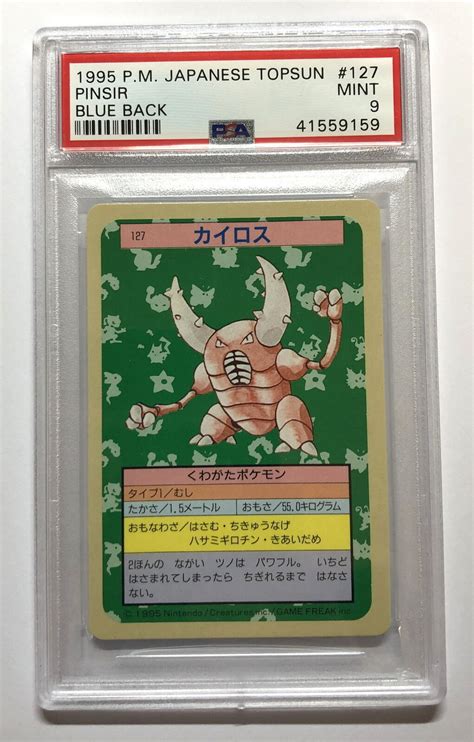 1995 P.M. JAPANESE TOPSUN #127
PINSIR MINT
BLUE BACK 9
PSA 41559159
127 カイロス
くわがたポケモン
タイプ1/むし
たかさ/1.5メートル おもさ/55.0キログラム
おもなわざ/はさむ・ちきゅうなげ
ハサミギロチン・きあいだめ
2ほんの ながい ツノは パワフル。 いちど
はさまれてしまったら ちぎれるまで はなさ
ない。
© 1995 Nintendo/Creatures inc./GAME FREAK inc.